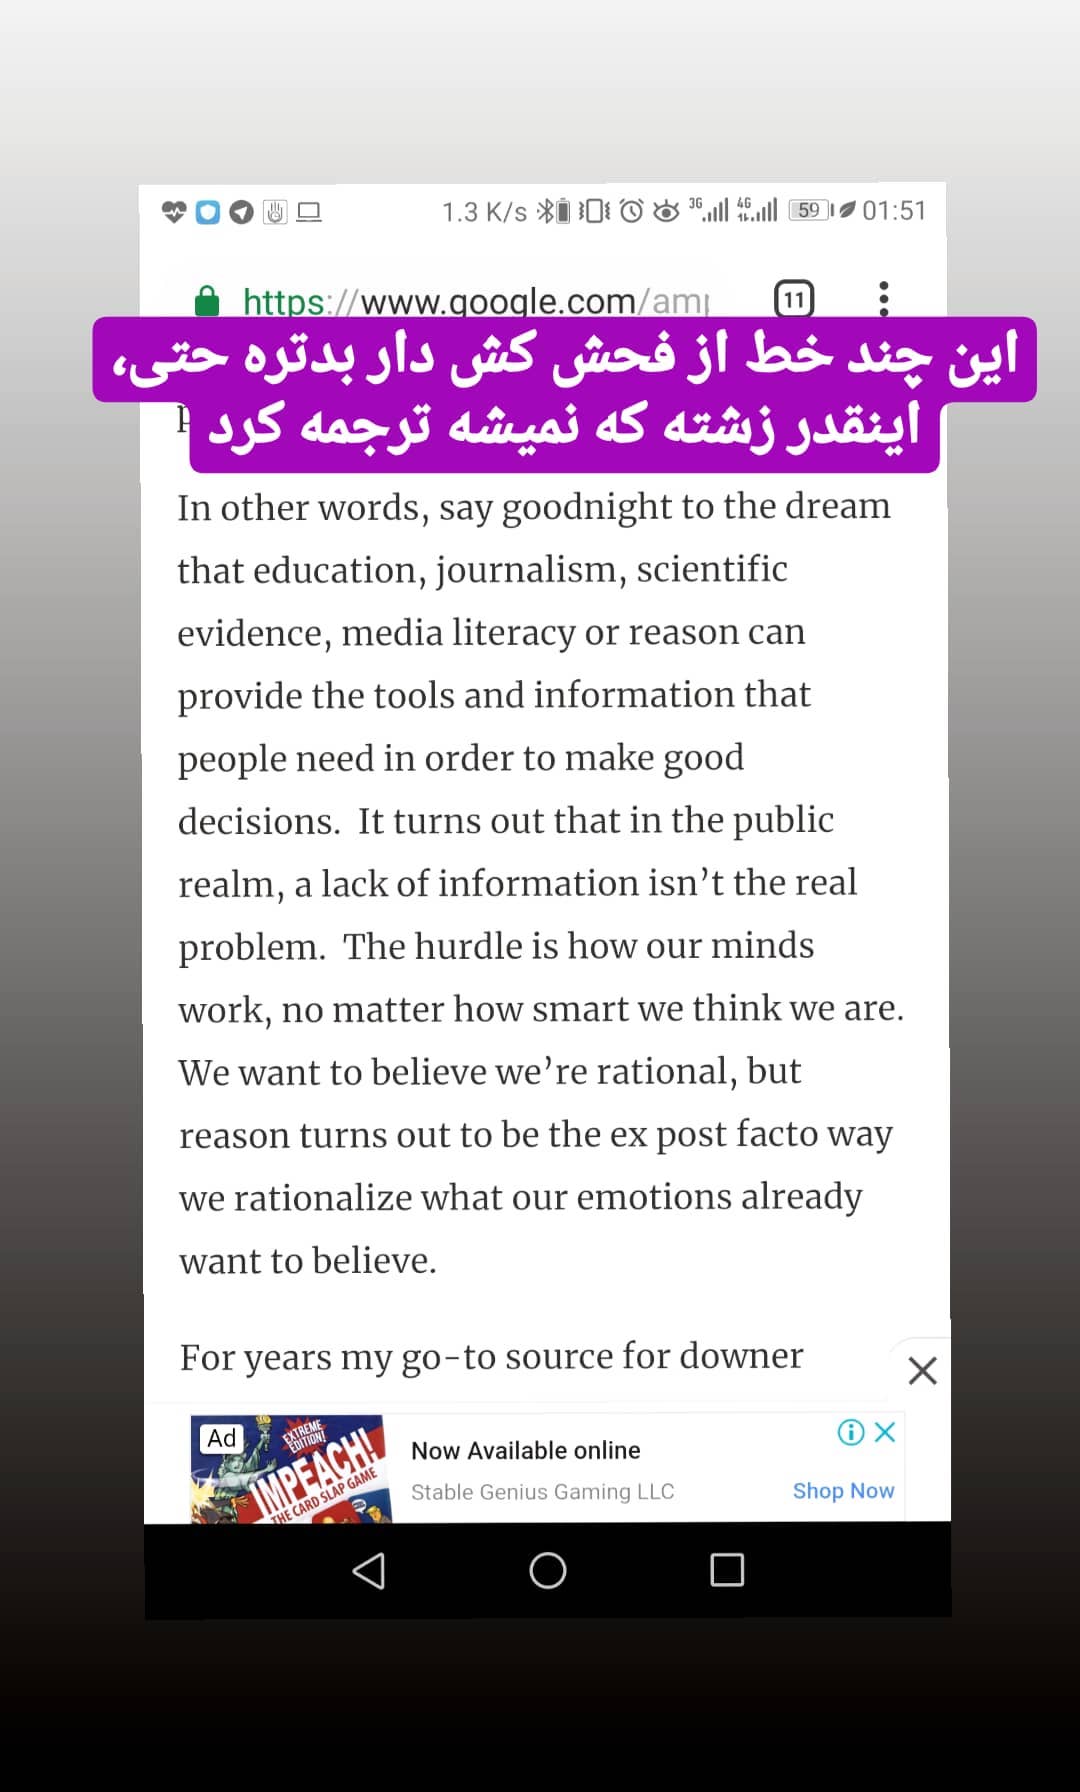 1.3 K/s 3G 4G 59 01:51
https://www.google.com/amp 11
این چند خط از فحش کش دار بدتره حتی،
اینقدر زشته که نمیشه ترجمه کرد
In other words, say goodnight to the dream
that education, journalism, scientific
evidence, media literacy or reason can
provide the tools and information that
people need in order to make good
decisions. It turns out that in the public
realm, a lack of information isn’t the real
problem. The hurdle is how our minds
work, no matter how smart we think we are.
We want to believe we’re rational, but
reason turns out to be the ex post facto way
we rationalize what our emotions already
want to believe.
For years my go-to source for downer
Ad
EXTREME
EDITION!
IMPEACH!
THE CARD SLAP GAME
Now Available online
Stable Genius Gaming LLC
Shop Now